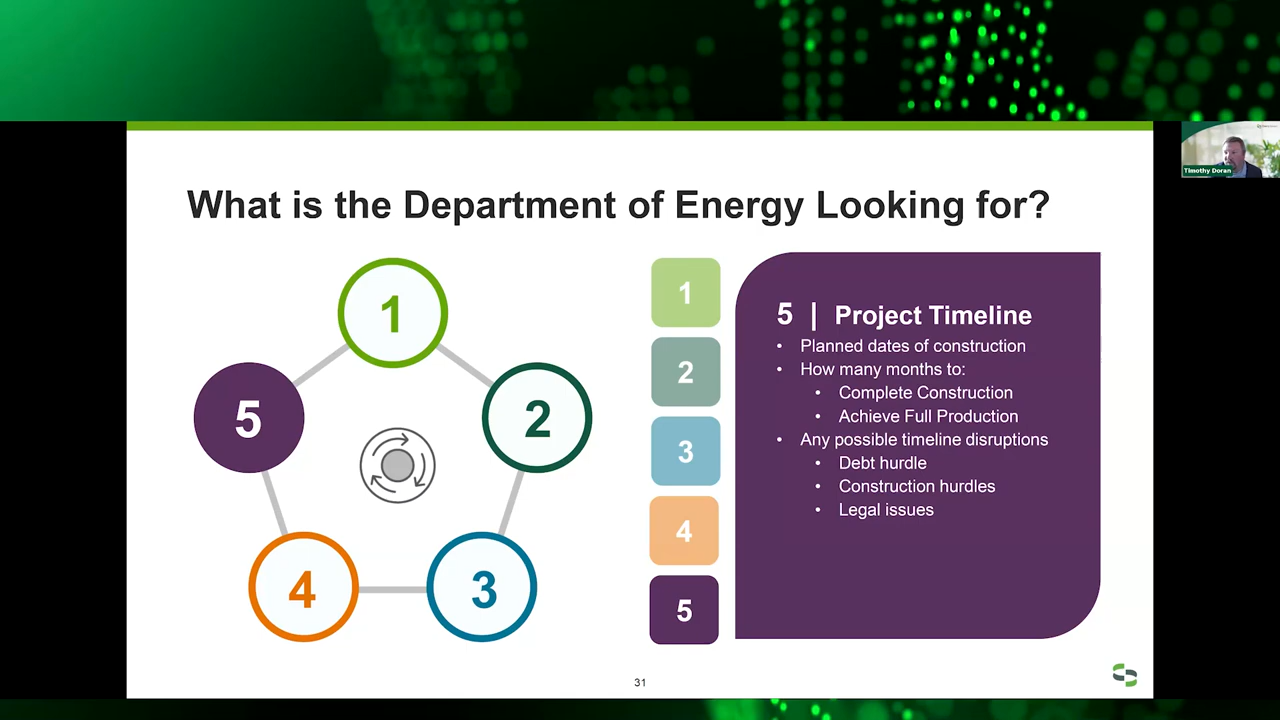 What is the Department of Energy Looking for?
1
2
3
4
5
1
2
3
4
5
5 | Project Timeline
• Planned dates of construction
• How many months to:
• Complete Construction
• Achieve Full Production
• Any possible timeline disruptions
• Debt hurdle
• Construction hurdles
• Legal issues
31
Timothy Doran